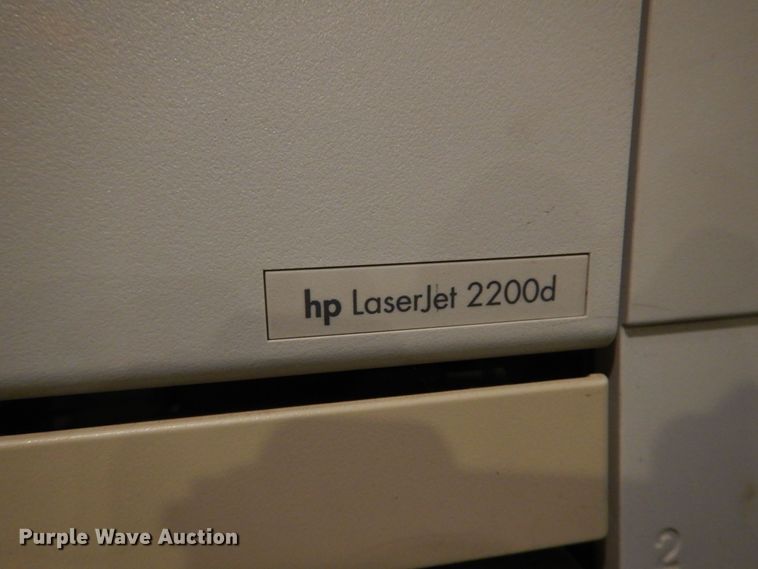 hp LaserJet 2200d
2
Purple Wave Auction